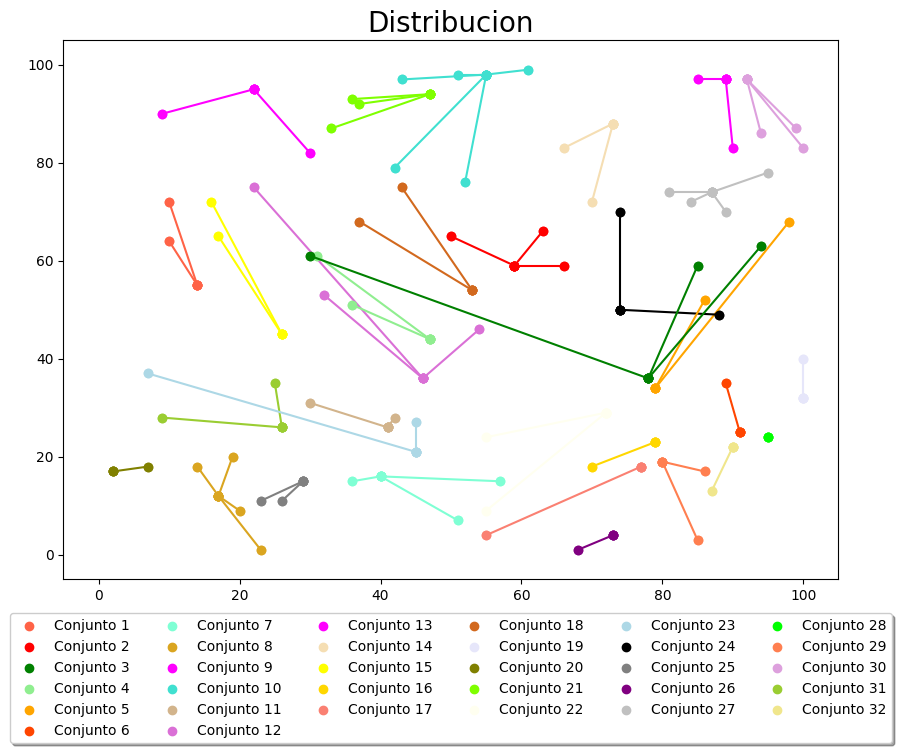 Distribucion
100
80
60
40
20
0
0 20 40 60 80 100
Conjunto 1 Conjunto 7 Conjunto 13 Conjunto 18 Conjunto 23 Conjunto 28
Conjunto 2 Conjunto 8 Conjunto 14 Conjunto 19 Conjunto 24 Conjunto 29
Conjunto 3 Conjunto 9 Conjunto 15 Conjunto 20 Conjunto 25 Conjunto 30
Conjunto 4 Conjunto 10 Conjunto 16 Conjunto 21 Conjunto 26 Conjunto 31
Conjunto 5 Conjunto 11 Conjunto 17 Conjunto 22 Conjunto 27 Conjunto 32
Conjunto 6 Conjunto 12